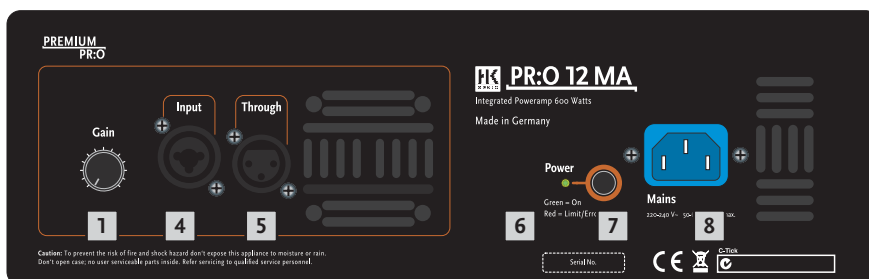 PREMIUM
PR:O
Gain
Input
Through
HK
PR:O 12 MA
Integrated Poweramp 600 Watts
Made in Germany
Power
Green = On
Red = Limit/Erro
Mains
220-240 V~
1
4
5
6
7
8
Caution: To prevent the risk of fire and shock hazard don't expose this appliance to moisture or rain.
Don't open case; no user serviceable parts inside. Refer servicing to qualified service personnel.
Serial No.
CE
C-Tick